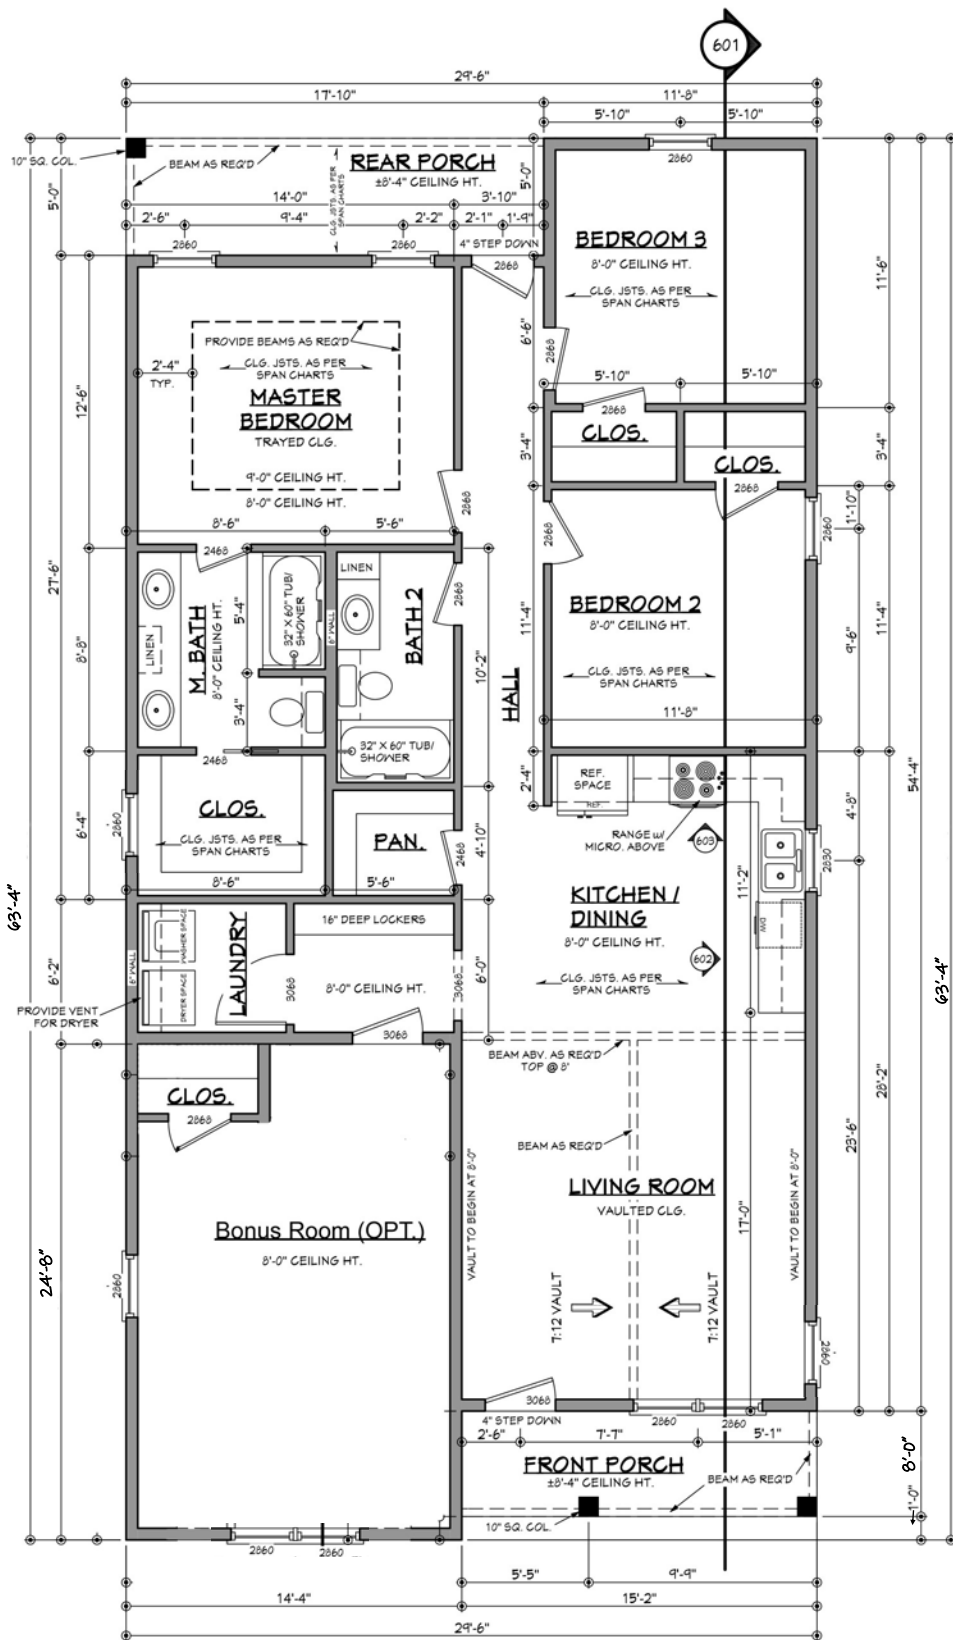 601
29'-6"
17'-10"
11'-8"
5'-10"
5'-10"
10" SQ. COL.
BEAM AS REQ'D
REAR PORCH
±8'-4" CEILING HT.
CLG. JSTS. AS PER
SPAN CHARTS
2860
5'-0"
5'-0"
14'-0"
3'-10"
2'-6"
9'-4"
2'-2"
2'-1"
1'-9"
2860
2860
4" STEP DOWN
2868
BEDROOM 3
8'-0" CEILING HT.
CLG. JSTS. AS PER
SPAN CHARTS
11'-6"
6'-6"
2868
5'-10"
5'-10"
2868
PROVIDE BEAMS AS REQ'D
2'-4"
TYP.
CLG. JSTS. AS PER
SPAN CHARTS
MASTER
BEDROOM
TRAYED CLG.
9'-0" CEILING HT.
8'-0" CEILING HT.
12'-6"
CLOS.
CLOS.
3'-4"
3'-4"
2868
2868
8'-6"
5'-6"
2468
1'-10"
2860
2868
27'-6"
LINEN
2868
32" X 60" TUB/
SHOWER
5'-4"
6" WALL
BATH 2
M. BATH
8'-0" CEILING HT.
LINEN
8'-8"
3'-4"
BEDROOM 2
8'-0" CEILING HT.
CLG. JSTS. AS PER
SPAN CHARTS
11'-4"
11'-4"
9'-6"
10'-2"
HALL
11'-8"
32" X 60" TUB/
SHOWER
2468
54'-4"
REF.
SPACE
REF.
2'-4"
RANGE W/
MICRO. ABOVE
603
4'-8"
2830
CLOS.
CLG. JSTS. AS PER
SPAN CHARTS
2860
6'-4"
PAN.
2468
4'-10"
8'-6"
5'-6"
11'-2"
KITCHEN /
DINING
8'-0" CEILING HT.
D/W
602
CLG. JSTS. AS PER
SPAN CHARTS
63'-4"
63'-4"
16" DEEP LOCKERS
WASHER SPACE
DRYER SPACE
LAUNDRY
6" WALL
6'-2"
3068
8'-0" CEILING HT.
3068
6'-0"
PROVIDE VENT
FOR DRYER
3068
BEAM ABV. AS REQ'D
TOP @ 8'
CLOS.
2868
28'-2"
23'-6"
BEAM AS REQ'D
VAULT TO BEGIN AT 8'-0"
VAULT TO BEGIN AT 8'-0"
LIVING ROOM
VAULTED CLG.
17'-0"
Bonus Room (OPT.)
8'-0" CEILING HT.
24'-8"
2860
7:12 VAULT
7:12 VAULT
2860
3068
4" STEP DOWN
2860
2860
2'-6"
7'-7"
5'-1"
FRONT PORCH
±8'-4" CEILING HT.
BEAM AS REQ'D
10" SQ. COL.
8'-0"
1'-0"
2860
2860
5'-5"
9'-9"
14'-4"
15'-2"
29'-6"